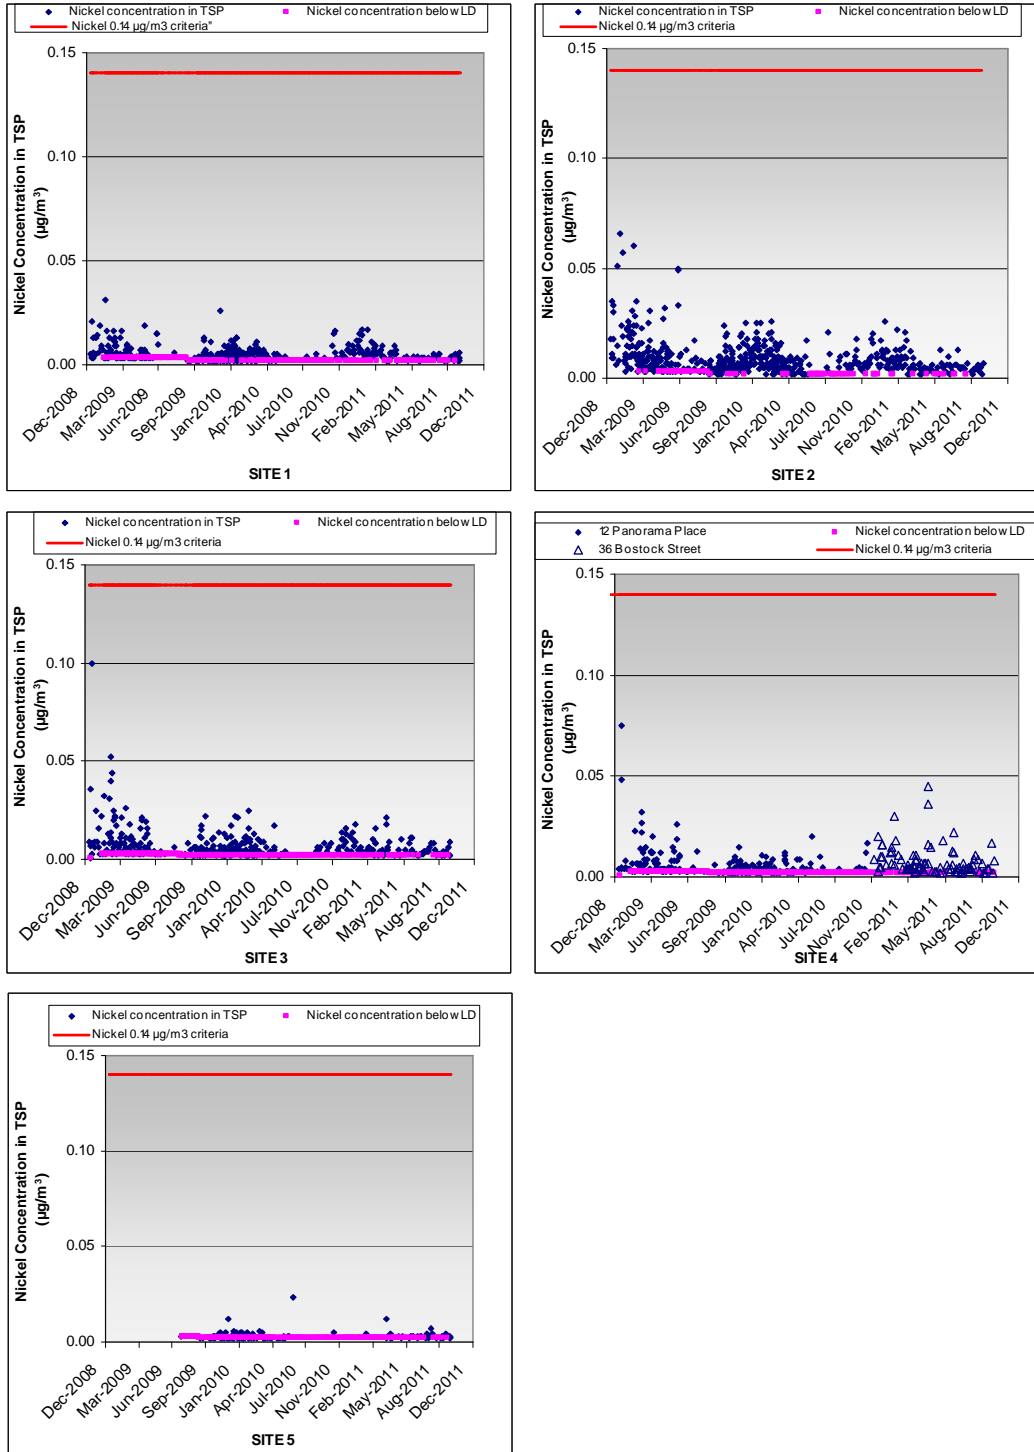 Nickel concentration in TSP
Nickel concentration below LD
Nickel 0.14 µg/m3 criteria"
Nickel Concentration in TSP
(µg/m³)
0.15
0.10
0.05
0.00
Dec-2008
Mar-2009
Jun-2009
Sep-2009
Jan-2010
Apr-2010
Jul-2010
Nov-2010
Feb-2011
May-2011
Aug-2011
Dec-2011
SITE 1
Nickel concentration in TSP
Nickel concentration below LD
Nickel 0.14 µg/m3 criteria
Nickel Concentration in TSP
(µg/m³)
0.15
0.10
0.05
0.00
Dec-2008
Mar-2009
Jun-2009
Sep-2009
Jan-2010
Apr-2010
Jul-2010
Nov-2010
Feb-2011
May-2011
Aug-2011
Dec-2011
SITE 2
Nickel concentration in TSP
Nickel concentration below LD
Nickel 0.14 µg/m3 criteria
Nickel Concentration in TSP
(µg/m³)
0.15
0.10
0.05
0.00
Dec-2008
Mar-2009
Jun-2009
Sep-2009
Jan-2010
Apr-2010
Jul-2010
Nov-2010
Feb-2011
May-2011
Aug-2011
Dec-2011
SITE 3
12 Panorama Place
Nickel concentration below LD
36 Bostock Street
Nickel 0.14 µg/m3 criteria
Nickel Concentration in TSP
(µg/m³)
0.15
0.10
0.05
0.00
Dec-2008
Mar-2009
Jun-2009
Sep-2009
Jan-2010
Apr-2010
Jul-2010
Nov-2010
Feb-2011
May-2011
Aug-2011
Dec-2011
SITE 4
Nickel concentration in TSP
Nickel concentration below LD
Nickel 0.14 µg/m3 criteria
Nickel Concentration in TSP
(µg/m³)
0.15
0.10
0.05
0.00
Dec-2008
Mar-2009
Jun-2009
Sep-2009
Jan-2010
Apr-2010
Jul-2010
Nov-2010
Feb-2011
May-2011
Aug-2011
Dec-2011
SITE 5